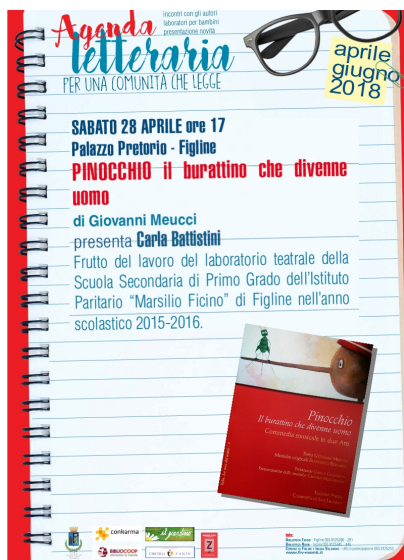 Agenda
letteraria
incontri con gli autori
laboratori per bambini
presentazione novità
PER UNA COMUNITÀ CHE LEGGE
aprile
giugno
2018
SABATO 28 APRILE ore 17
Palazzo Pretorio - Figline
PINOCCHIO il burattino che divenne
uomo
di Giovanni Meucci
presenta Carla Battistini
Frutto del lavoro del laboratorio teatrale della
Scuola Secondaria di Primo Grado dell'Istituto
Paritario “Marsilio Ficino” di Figline nell'anno
scolastico 2015-2016.
Pinocchio
Il burattino che divenne uomo
Commedia musicale in due Atti
conkarma
il giardino
BIBLIOCOOP